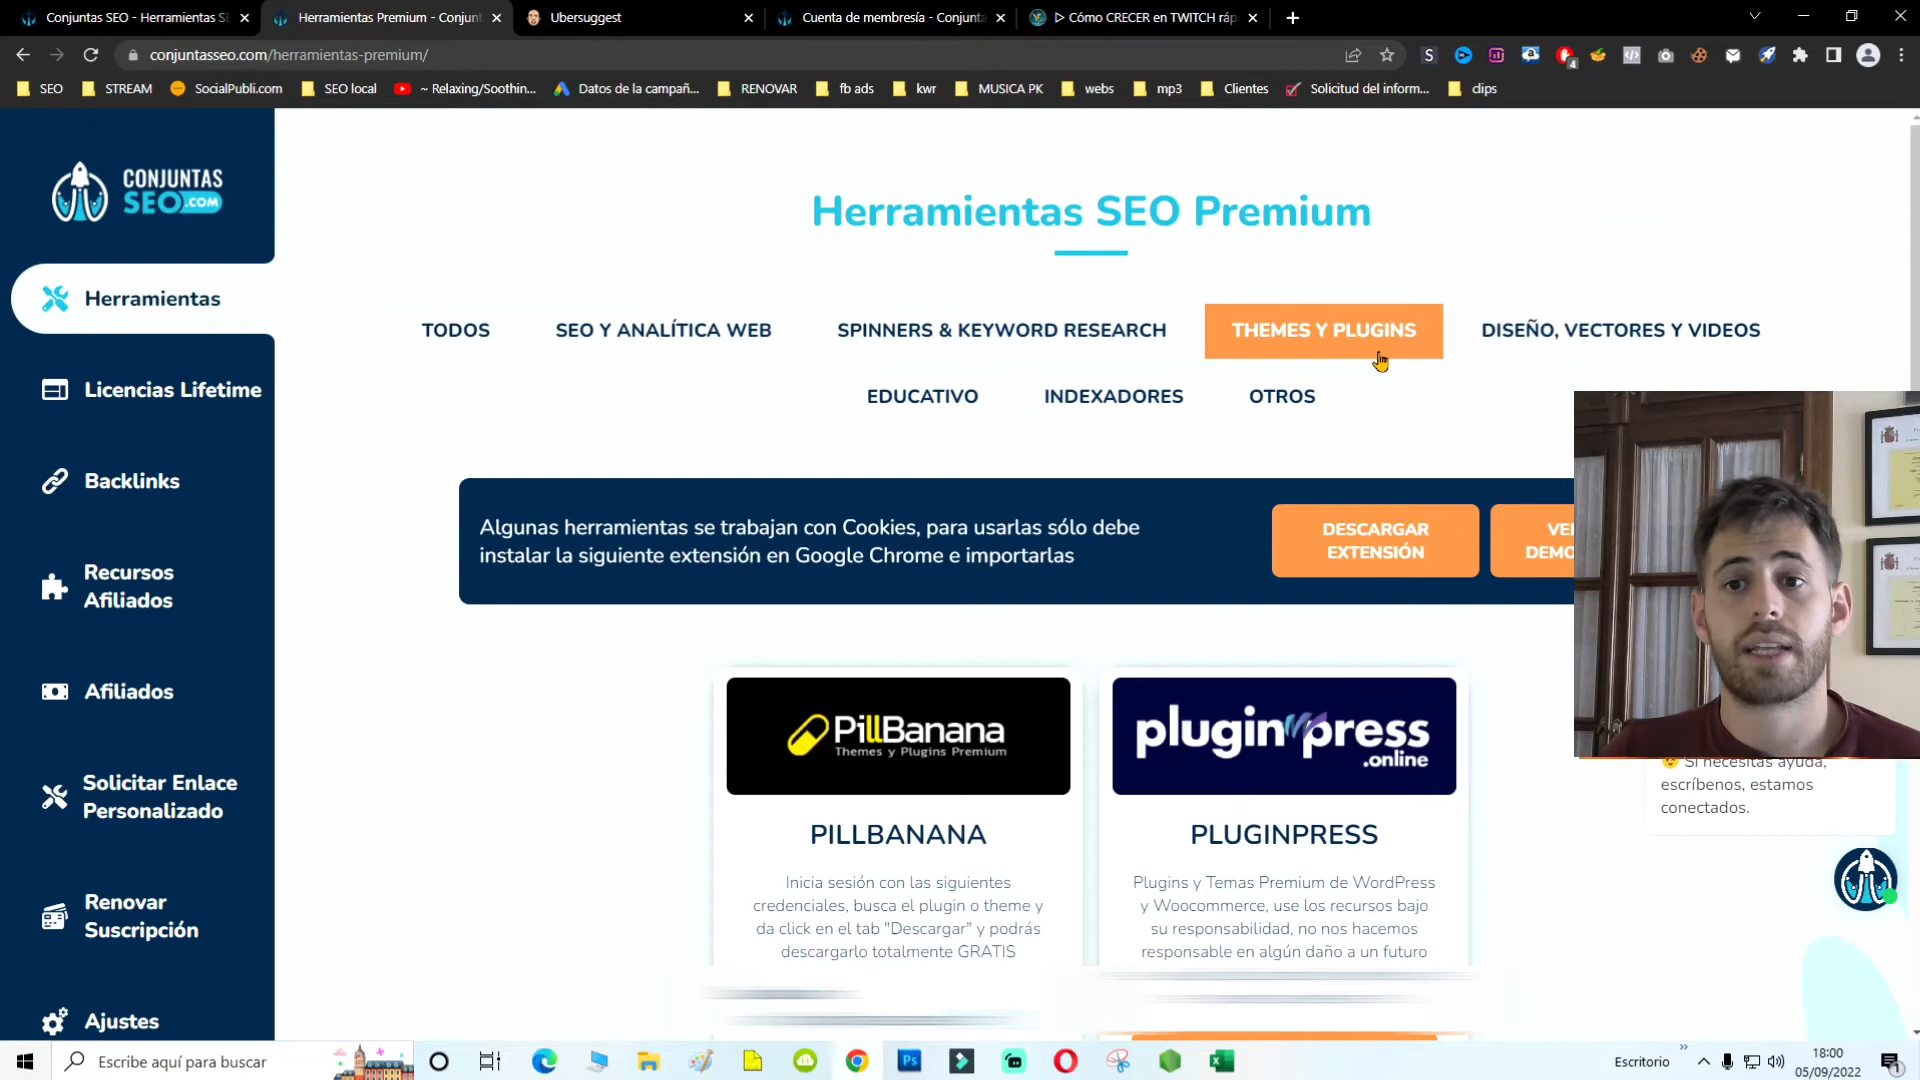 Conjuntas SEO - Herramientas SE
Herramientas Premium - Conjunt
Ubersuggest
Cuenta de membresía - Conjunta
ᐅ Cómo CRECER en TWITCH rápi
conjuntasseo.com/herramientas-premium/
4
SEO
STREAM
SocialPubli.com
SEO local
~ Relaxing/Soothin...
Datos de la campañ...
RENOVAR
fb ads
kwr
MUSICA PK
webs
mp3
Clientes
Solicitud del inform...
clips
CONJUNTAS
SEO.COM
Herramientas
Licencias Lifetime
Backlinks
Recursos
Afiliados
Afiliados
Solicitar Enlace
Personalizado
Renovar
Suscripción
Ajustes
Herramientas SEO Premium
TODOS
SEO Y ANALÍTICA WEB
SPINNERS & KEYWORD RESEARCH
THEMES Y PLUGINS
DISEÑO, VECTORES Y VIDEOS
EDUCATIVO
INDEXADORES
OTROS
Algunas herramientas se trabajan con Cookies, para usarlas sólo debe
instalar la siguiente extensión en Google Chrome e importarlas
DESCARGAR
EXTENSIÓN
VE
DEMO
PillBanana
Themes y Plugins Premium
PILLBANANA
Inicia sesión con las siguientes
credenciales, busca el plugin o theme y
da click en el tab "Descargar" y podrás
descargarlo totalmente GRATIS
pluginpress
.online
PLUGINPRESS
Plugins y Temas Premium de WordPress
y Woocommerce, use los recursos bajo
su responsabilidad, no nos hacemos
responsable en algún daño a un futuro
Si necesitas ayuda,
escríbenos, estamos
conectados.
Escribe aquí para buscar
Escritorio
18:00
05/09/2022
1